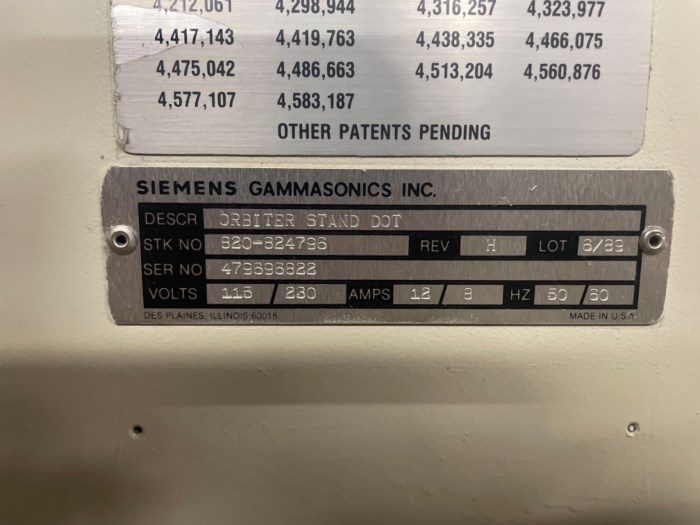 4,212,061 4,298,944 4,316,257 4,323,977
4,417,143 4,419,763 4,438,335 4,466,075
4,475,042 4,486,663 4,513,204 4,560,876
4,577,107 4,583,187
OTHER PATENTS PENDING
SIEMENS GAMMASONICS INC.
DESCR ORBITER STAND DOT
STK NO 820-824796 REV H LOT 6/89
SER NO 479696822
VOLTS 115 / 230 AMPS 12 / 8 HZ 50 / 60
DES PLAINES, ILLINOIS 60018 MADE IN U.S.A.